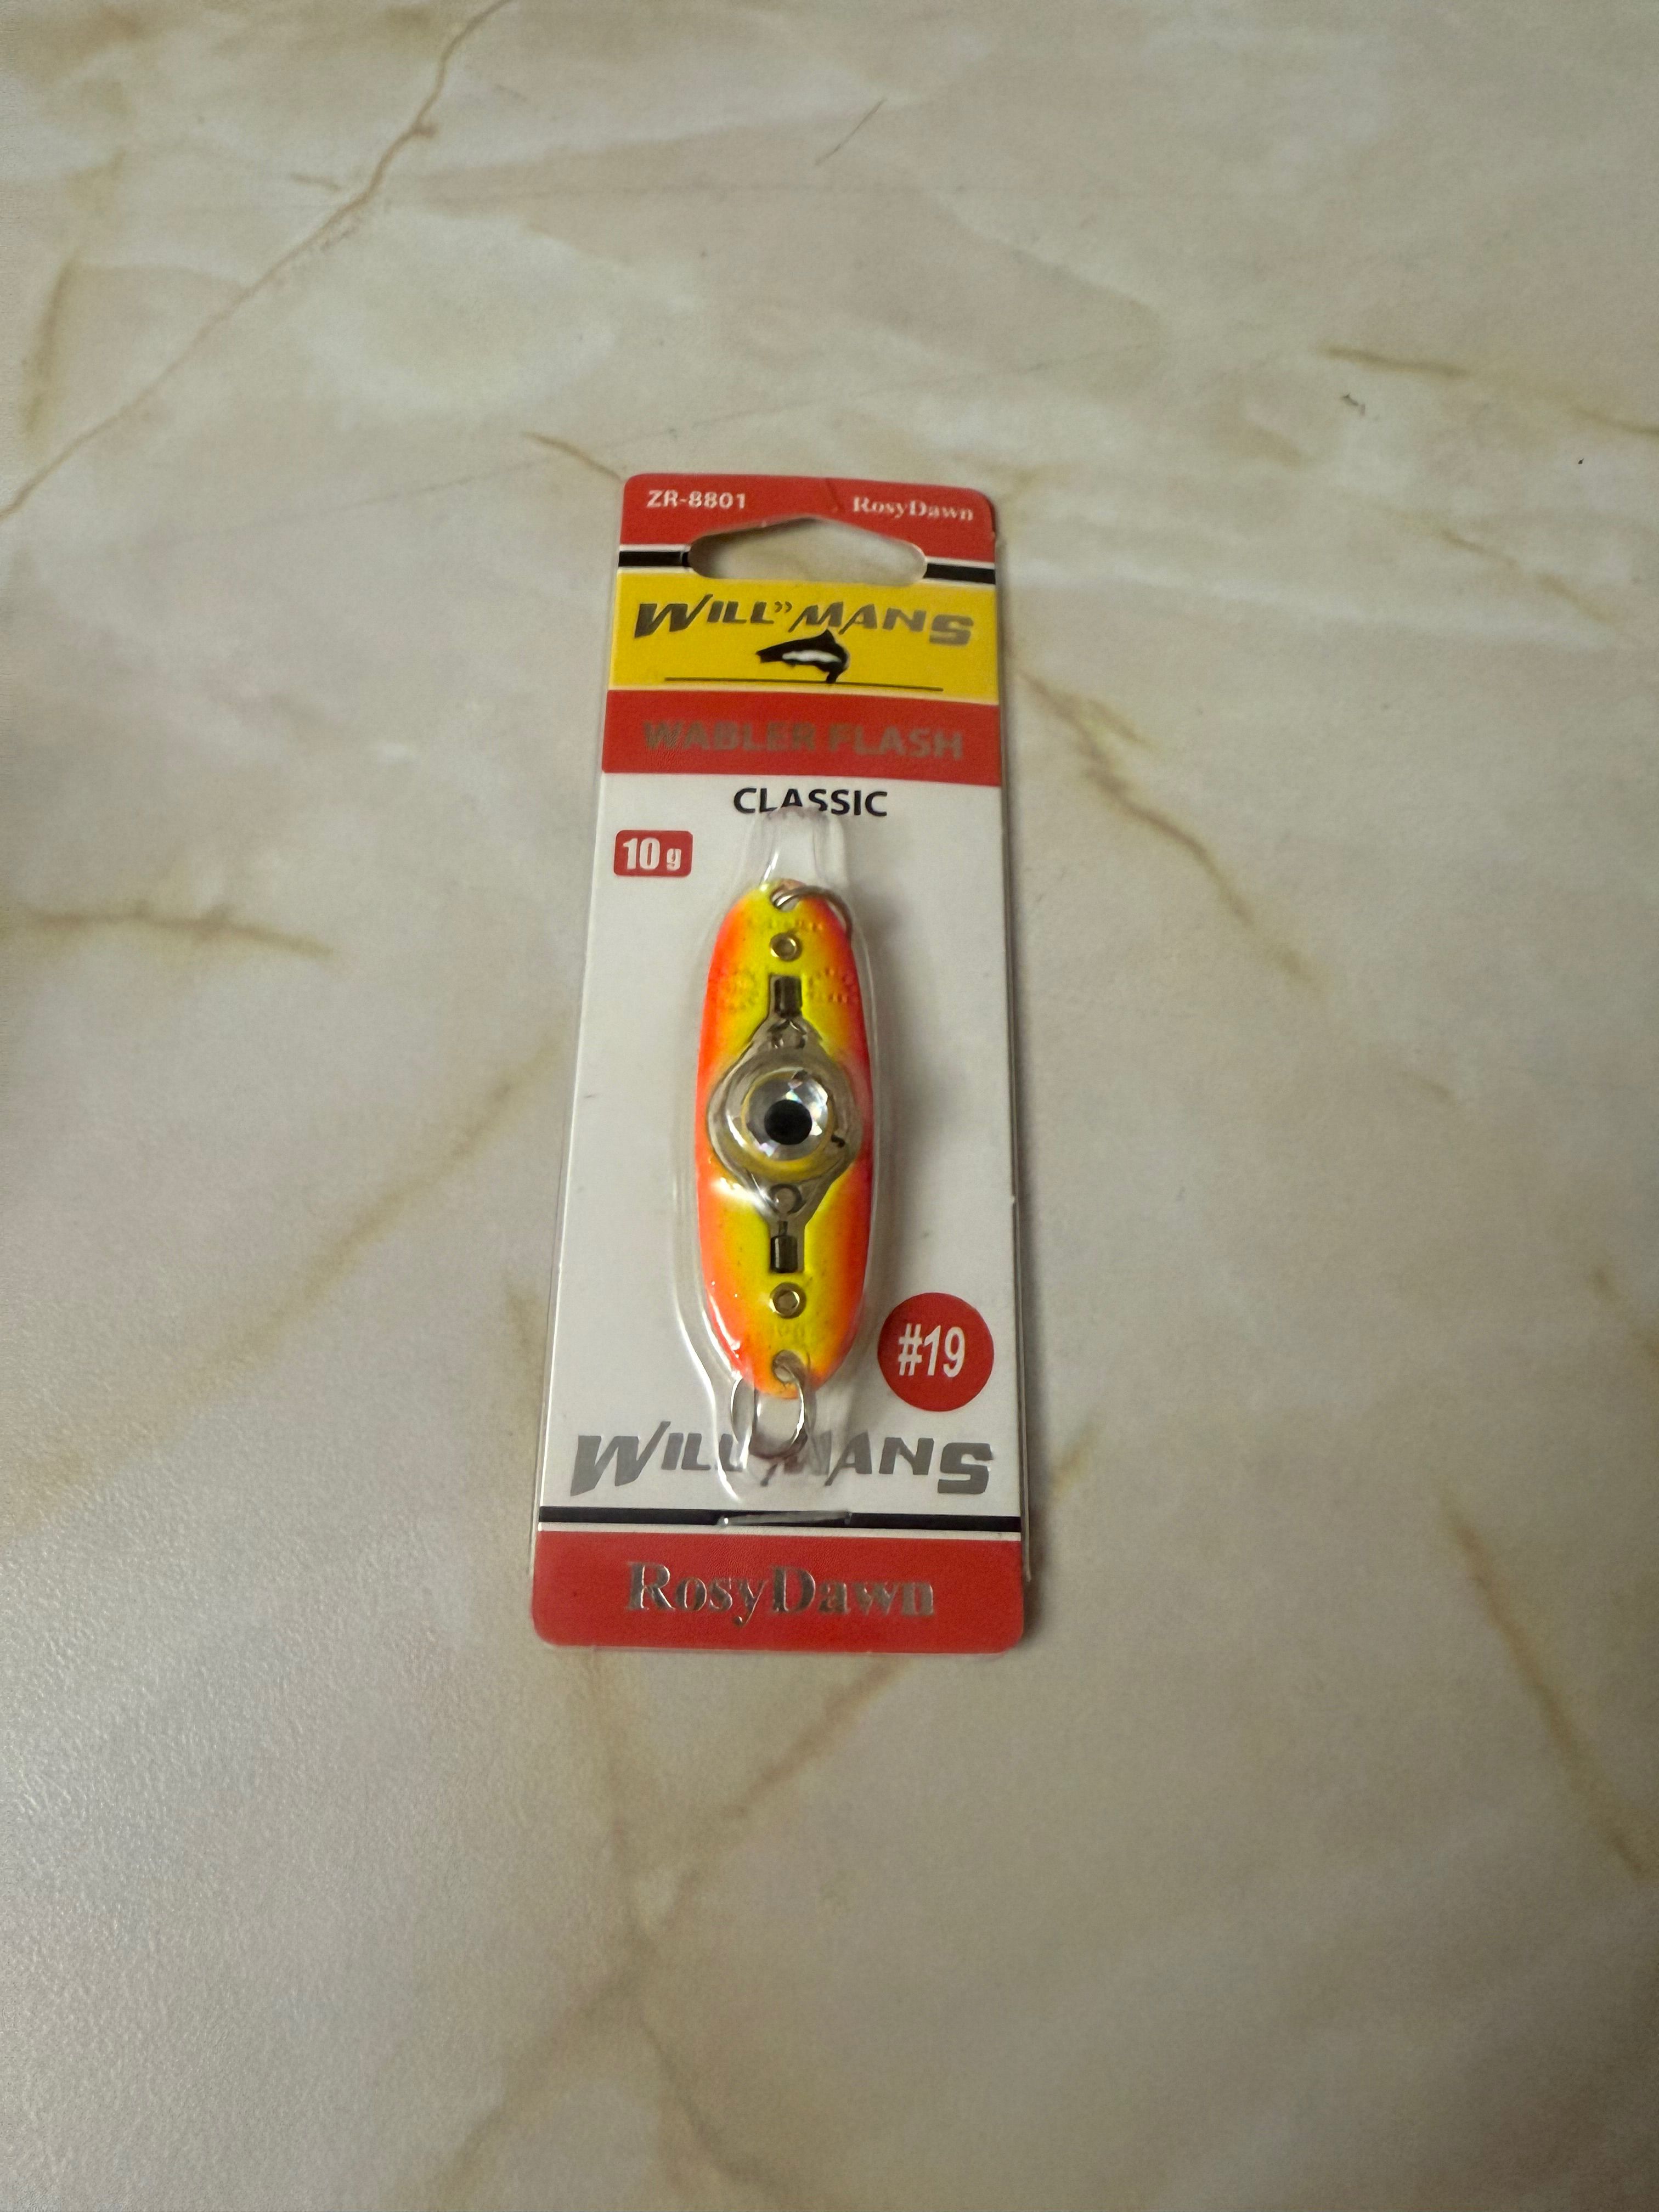 ZR-8801 RosyDawn
WILL»MANS
WABLER FLASH
CLASSIC
10 g
#19
WILL MANS
RosyDawn